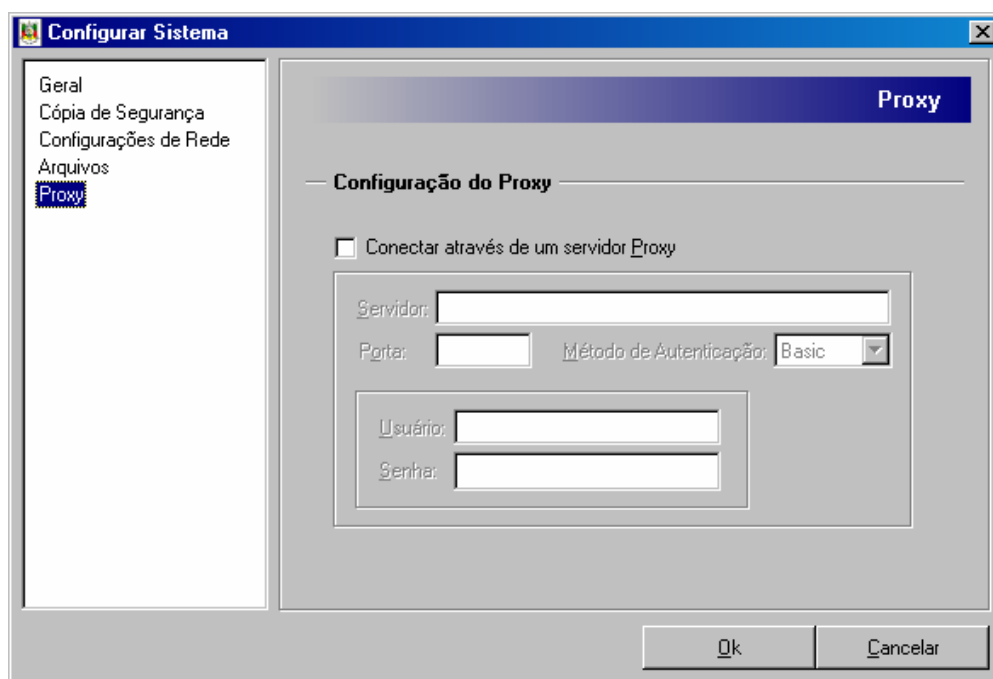 Configurar Sistema
Geral
Cópia de Segurança
Configurações de Rede
Arquivos
Proxy
Proxy
Configuração do Proxy
Conectar através de um servidor Proxy
Servidor:
Porta: Método de Autenticação: Basic
Usuário:
Senha:
Ok Cancelar